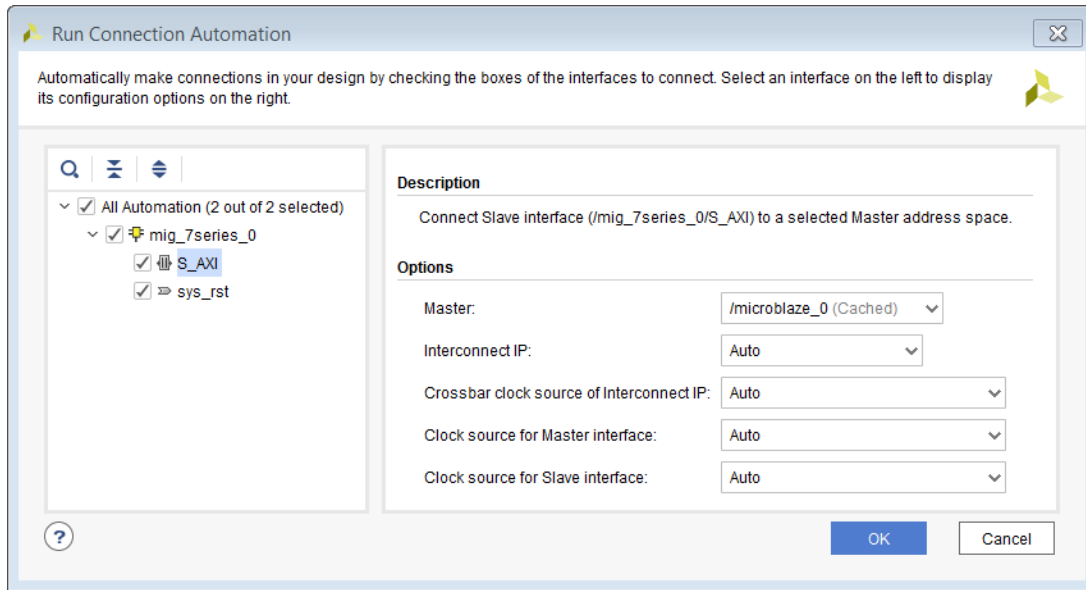 Run Connection Automation
Automatically make connections in your design by checking the boxes of the interfaces to connect. Select an interface on the left to display
its configuration options on the right.
All Automation (2 out of 2 selected)
mig_7series_0
S_AXI
sys_rst
Description
Connect Slave interface (/mig_7series_0/S_AXI) to a selected Master address space.
Options
Master: /microblaze_0 (Cached)
Interconnect IP: Auto
Crossbar clock source of Interconnect IP: Auto
Clock source for Master interface: Auto
Clock source for Slave interface: Auto
?
OK Cancel